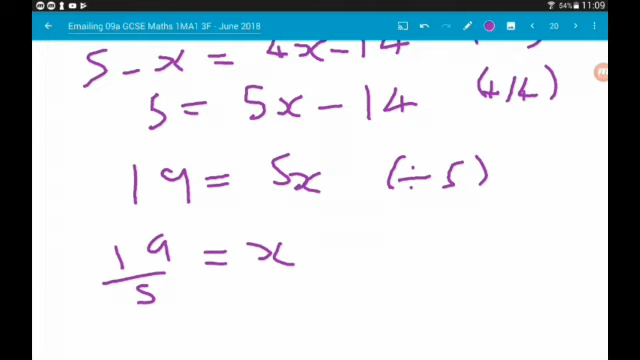 11:09
Emailing 09a GCSE Maths 1MA1 3F - June 2018
20
5 - x = 4x - 14
5 = 5x - 14 (+14)
19 = 5x (÷5)
19/5 = x